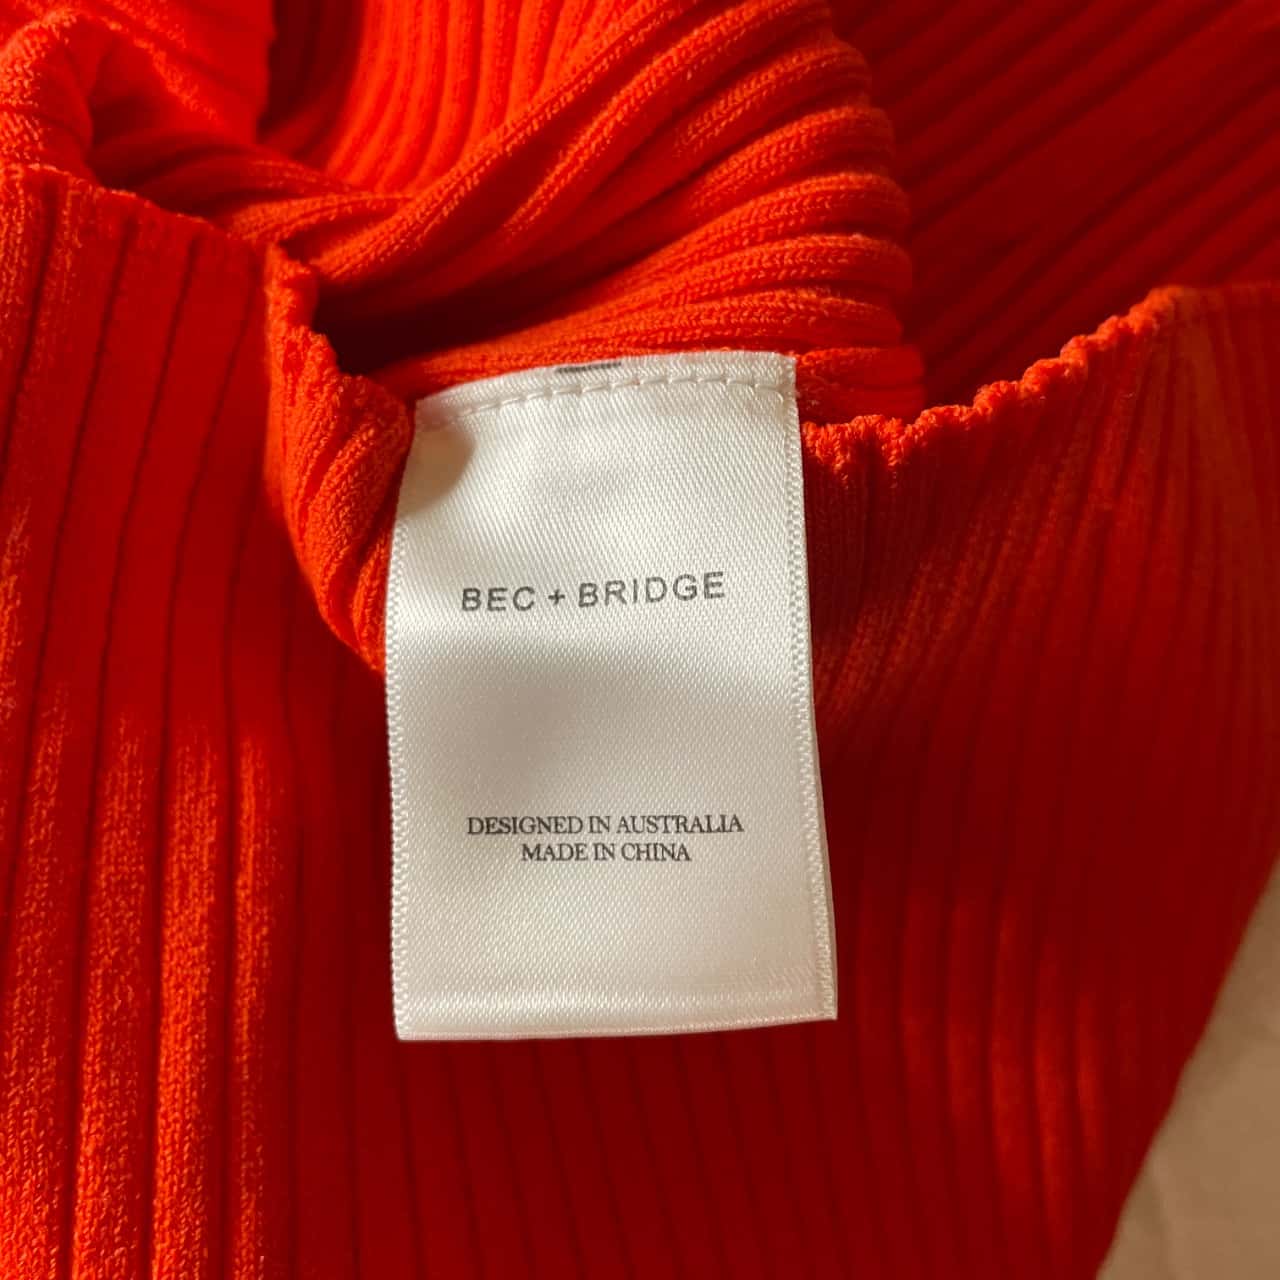 BEC + BRIDGE
DESIGNED IN AUSTRALIA
MADE IN CHINA